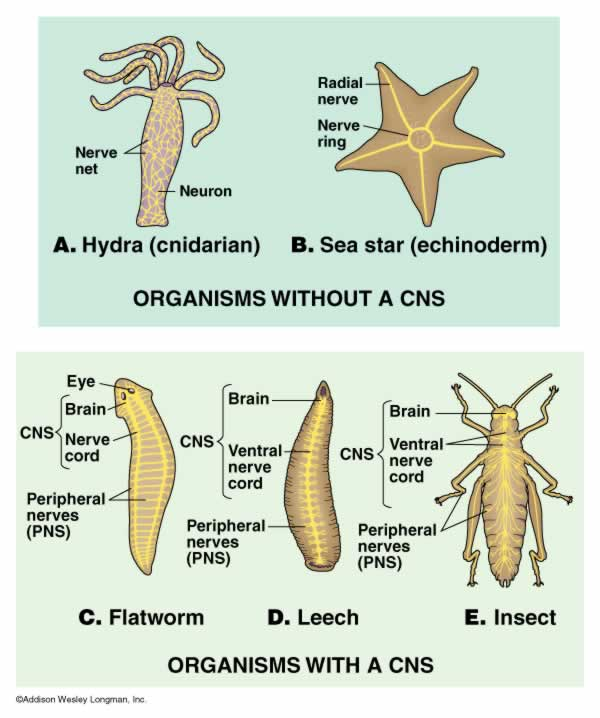 Radial
nerve
Nerve
ring
Nerve
net
Neuron
A. Hydra (cnidarian)
B. Sea star (echinoderm)
ORGANISMS WITHOUT A CNS
Eye
Brain
CNS
Nerve
cord
Peripheral
nerves
(PNS)
C. Flatworm
Brain
CNS
Ventral
nerve
cord
Peripheral
nerves
(PNS)
D. Leech
Brain
Ventral
nerve
cord
CNS
Peripheral
nerves
(PNS)
E. Insect
ORGANISMS WITH A CNS
©Addison Wesley Longman, Inc.